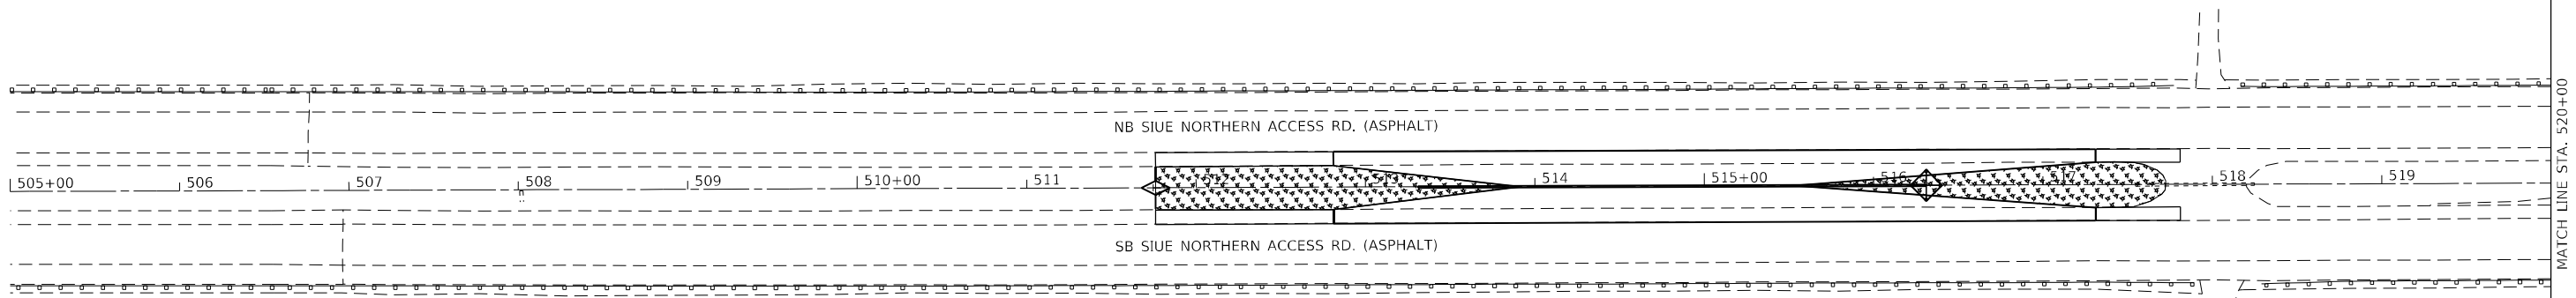 NB SIUE NORTHERN ACCESS RD. (ASPHALT)
505+00 506 507 508 509 510+00 511 512 513 514 515+00 516 517 518 519
SB SIUE NORTHERN ACCESS RD. (ASPHALT)
MATCH LINE STA. 520+00